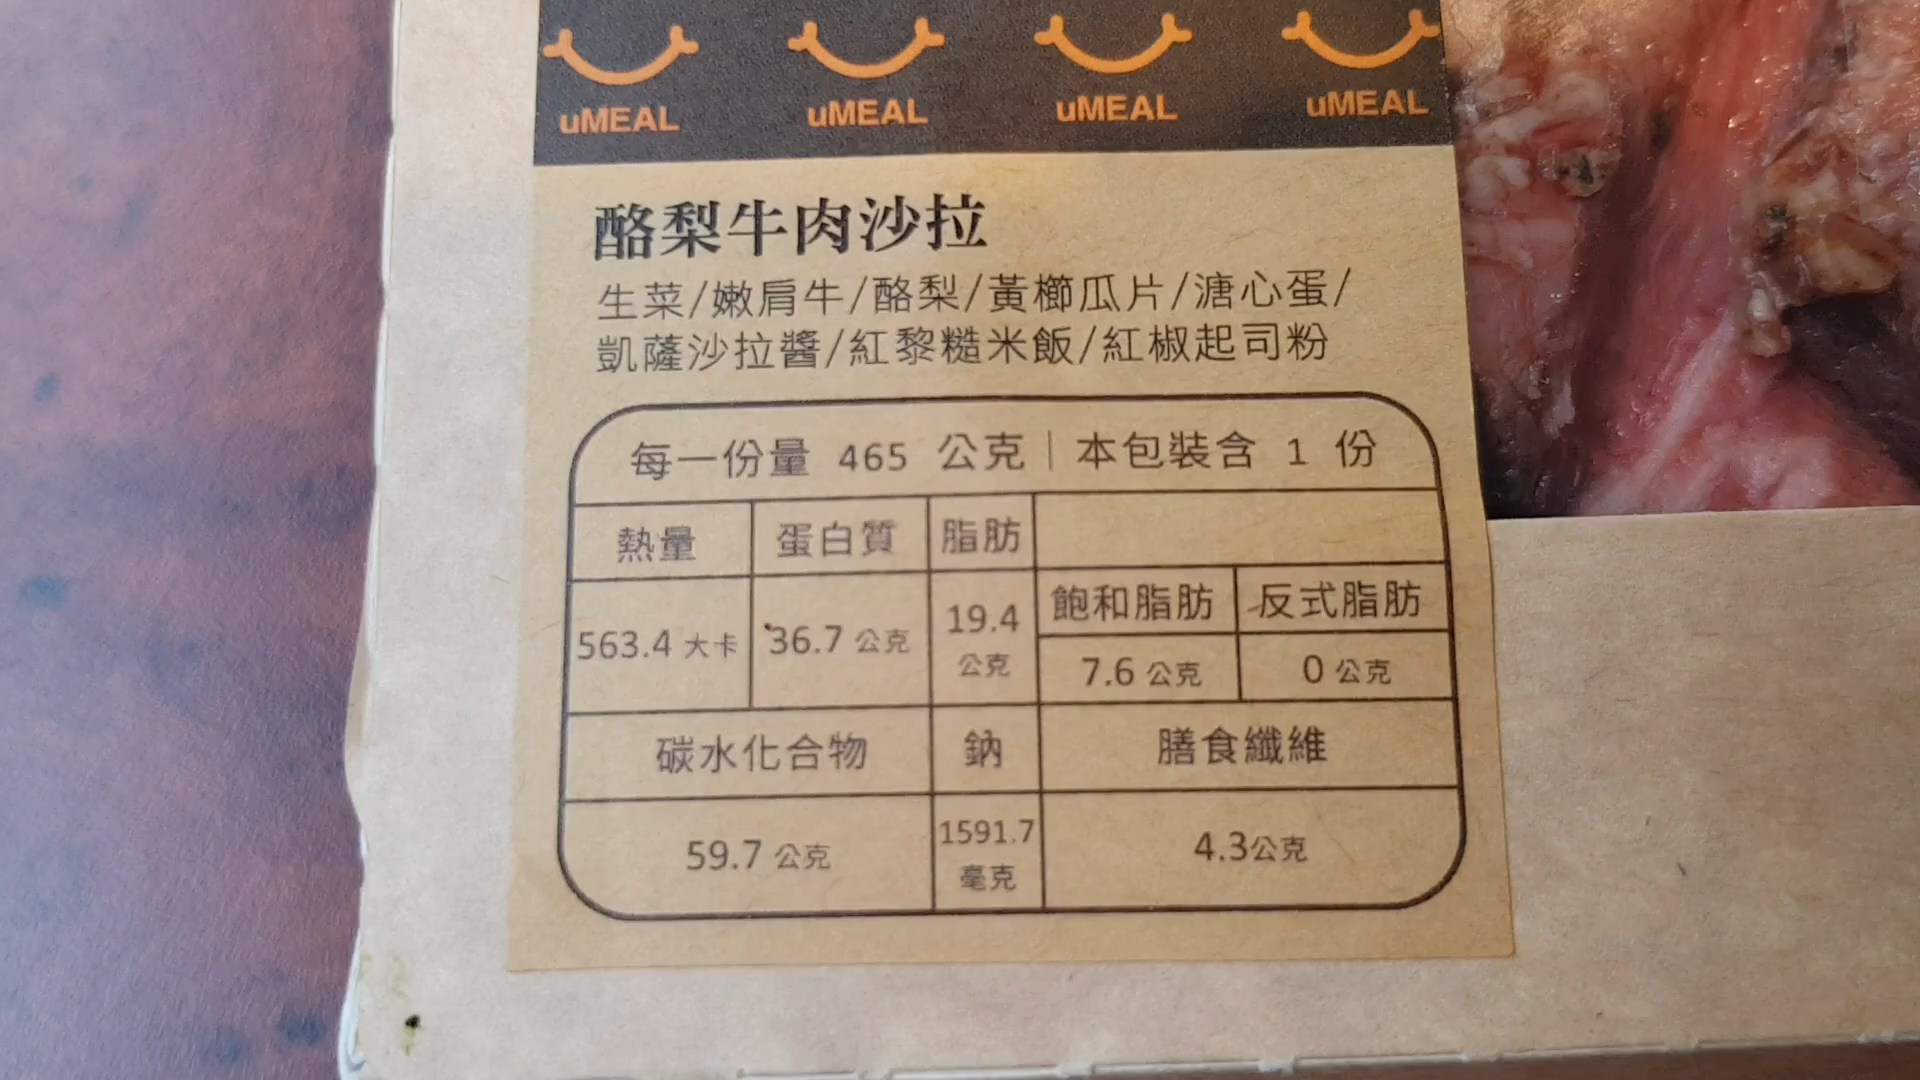 uMEAL uMEAL uMEAL uMEAL
酪梨牛肉沙拉
生菜/嫩肩牛/酪梨/黃櫛瓜片/溏心蛋/
凱薩沙拉醬/紅黎糙米飯/紅椒起司粉
每一份量 465 公克|本包裝含 1 份
熱量 蛋白質 脂肪
飽和脂肪 反式脂肪
563.4 大卡 36.7 公克 19.4 公克 7.6 公克 0 公克
碳水化合物 鈉 膳食纖維
59.7 公克 1591.7 毫克 4.3公克